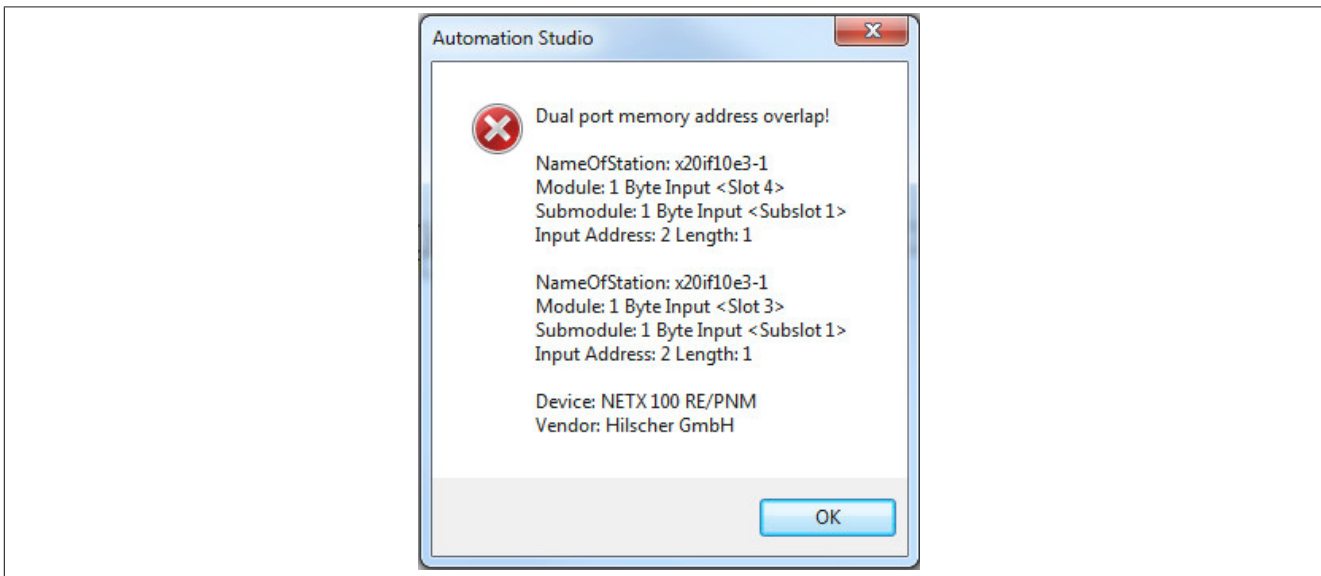 Automation Studio
Dual port memory address overlap!
NameOfStation: x20if10e3-1
Module: 1 Byte Input <Slot 4>
Submodule: 1 Byte Input <Subslot 1>
Input Address: 2 Length: 1
NameOfStation: x20if10e3-1
Module: 1 Byte Input <Slot 3>
Submodule: 1 Byte Input <Subslot 1>
Input Address: 2 Length: 1
Device: NETX 100 RE/PNM
Vendor: Hilscher GmbH
OK